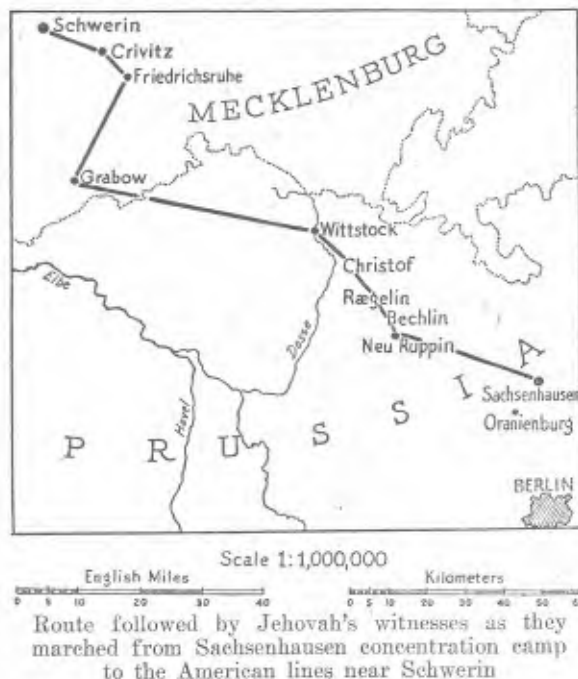 Schwerin
Crivitz
Friedrichsruhe
MECKLENBURG
Grabow
Wittstock
Christof
Elbe
Rægelin
Bechlin
Dosse
Neu Ruppin
Sachsenhausen
Oranienburg
Havel
PRUSSIA
BERLIN
Scale 1:1,000,000
English Miles
Kilometers
0 5 10 20 30 40
0 5 10 20 30 40 50 60
Route followed by Jehovah's witnesses as they
marched from Sachsenhausen concentration camp
to the American lines near Schwerin